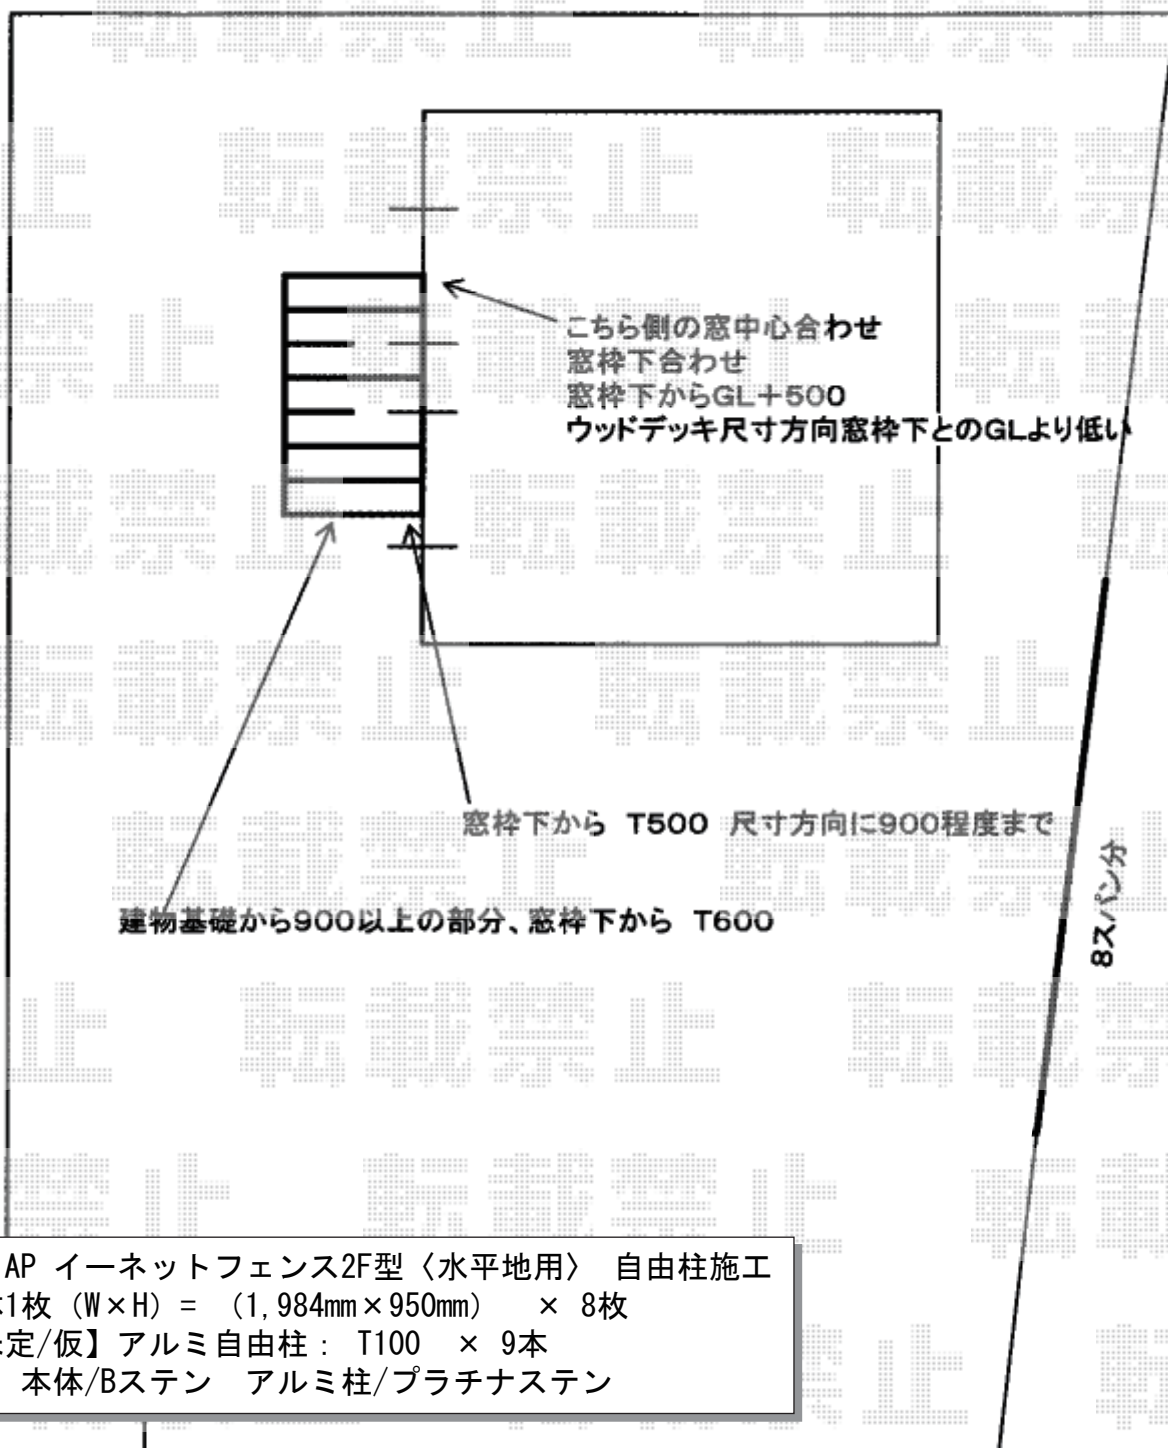 こちら側の窓中心合わせ
窓枠下合わせ
窓枠下からGL+500
ウッドデッキ尺寸方向窓枠下とのGLより低い
窓枠下から T500 尺寸方向に900程度まで
建物基礎から900以上の部分、窓枠下から T600
8スパン分
AP イーネットフェンス2F型〈水平地用〉 自由柱施工
1枚 (W×H) = (1,984mm×950mm) × 8枚
定/仮】アルミ自由柱: T100 × 9本
本体/Bステン アルミ柱/プラチナステン
転載禁止